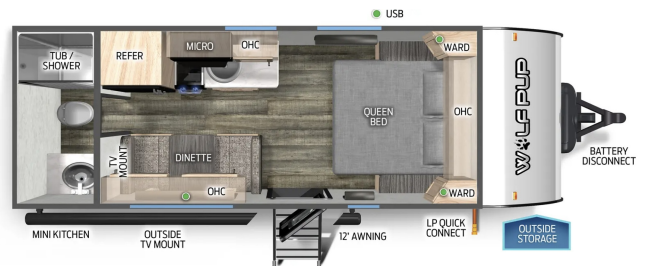 USB
TUB /
SHOWER
REFER
MICRO
OHC
WARD
QUEEN
BED
OHC
WOLF PUP
BATTERY
DISCONNECT
TV
MOUNT
DINETTE
OHC
WARD
MINI KITCHEN
OUTSIDE
TV MOUNT
12' AWNING
LP QUICK
CONNECT
OUTSIDE
STORAGE